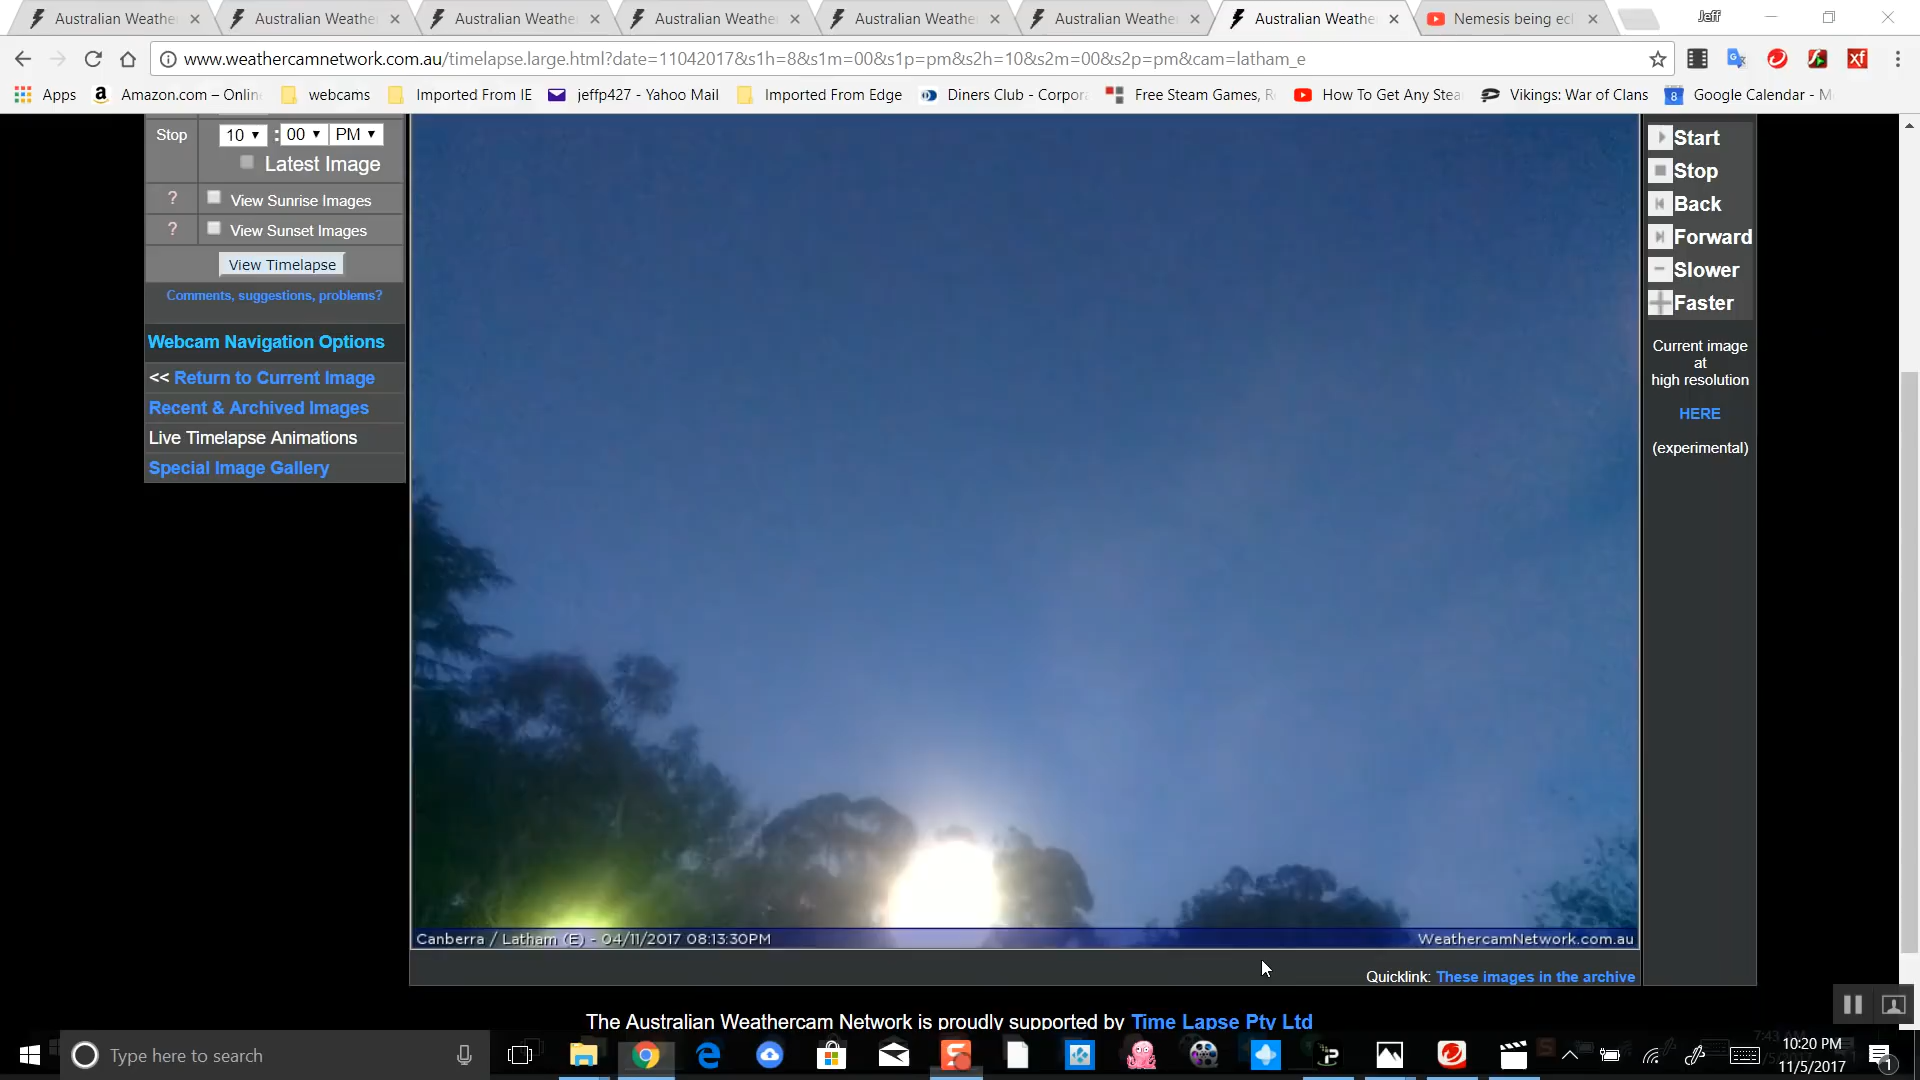 Australian Weathe
Australian Weathe
Australian Weathe
Australian Weathe
Australian Weathe
Australian Weathe
Australian Weathe
Nemesis being ecl
Jeff
www.weathercamnetwork.com.au/timelapse.large.html?date=11042017&s1h=8&s1m=00&s1p=pm&s2h=10&s2m=00&s2p=pm&cam=latham_e
Apps
Amazon.com – Onlin
webcams
Imported From IE
jeffp427 - Yahoo Mail
Imported From Edge
Diners Club - Corpor
Free Steam Games, R
How To Get Any Stea
Vikings: War of Clans
8
Google Calendar - M
Stop
10 : 00 PM
Latest Image
? View Sunrise Images
? View Sunset Images
View Timelapse
Comments, suggestions, problems?
Webcam Navigation Options
<< Return to Current Image
Recent & Archived Images
Live Timelapse Animations
Special Image Gallery
Start
Stop
Back
Forward
Slower
Faster
Current image
at
high resolution
HERE
(experimental)
Canberra / Latham (E) - 04/11/2017 08:13:30PM
WeathercamNetwork.com.au
Quicklink: These images in the archive
The Australian Weathercam Network is proudly supported by Time Lapse Pty Ltd
Type here to search
10:20 PM
11/5/2017
1